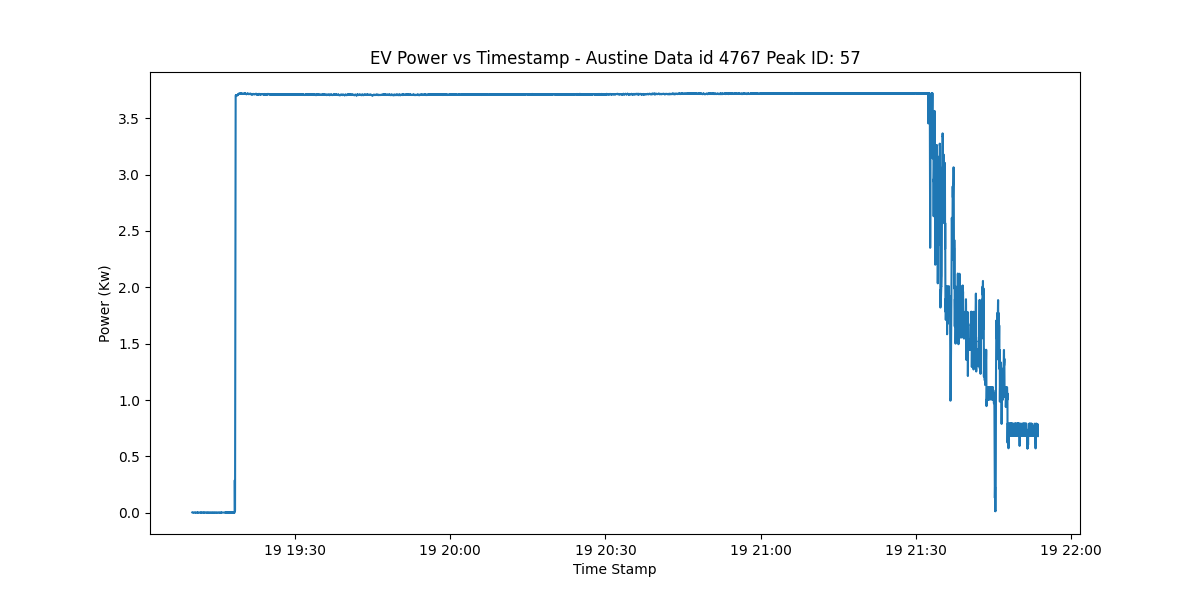 EV Power vs Timestamp - Austine Data id 4767 Peak ID: 57
Power (Kw)
3.5
3.0
2.5
2.0
1.5
1.0
0.5
0.0
19 19:30 19 20:00 19 20:30 19 21:00 19 21:30 19 22:00
Time Stamp